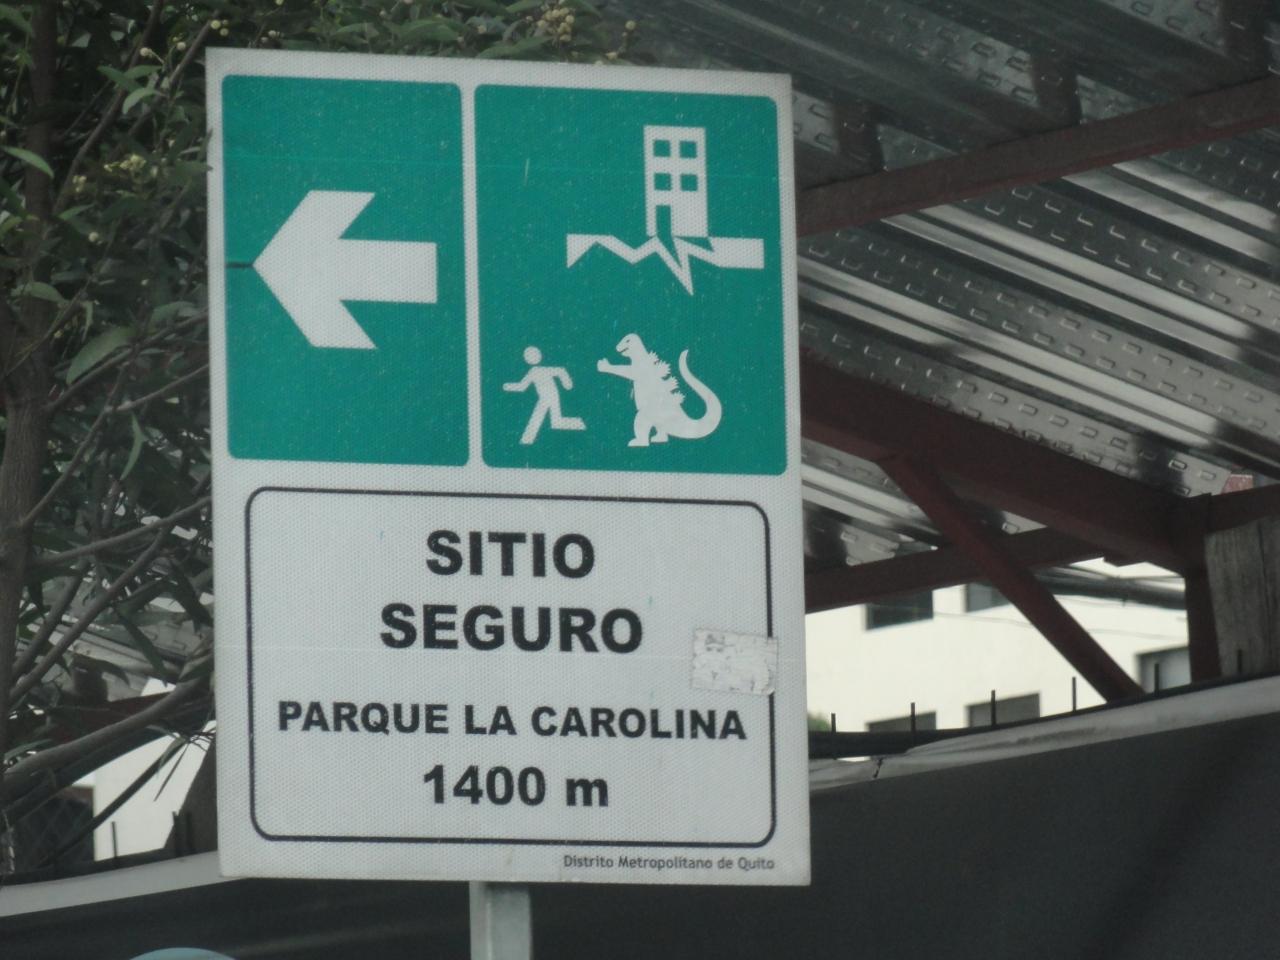 SITIO
SEGURO
PARQUE LA CAROLINA
1400 m
Distrito Metropolitano de Quito